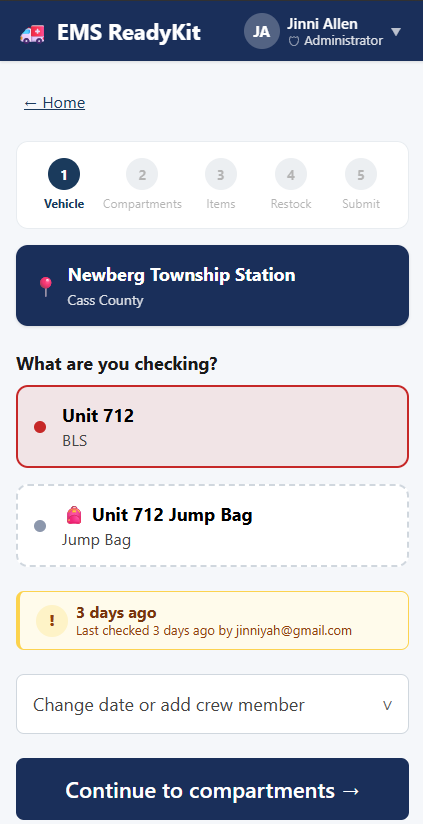 EMS ReadyKit
JA
Jinni Allen
Administrator ▼
← Home
1
Vehicle
2
Compartments
3
Items
4
Restock
5
Submit
Newberg Township Station
Cass County
What are you checking?
Unit 712
BLS
Unit 712 Jump Bag
Jump Bag
!
3 days ago
Last checked 3 days ago by jinniyah@gmail.com
Change date or add crew member v
Continue to compartments →